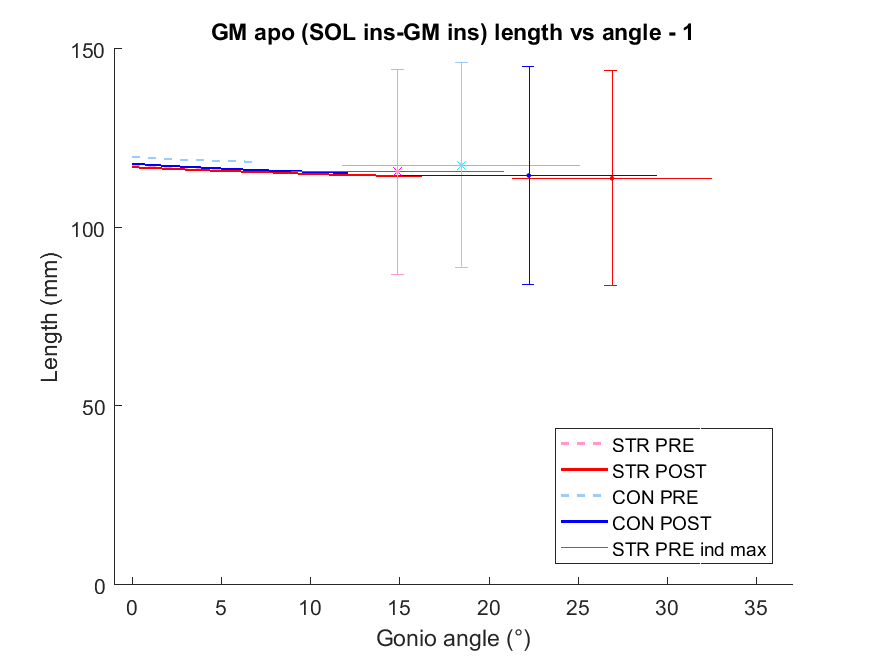 GM apo (SOL ins-GM ins) length vs angle - 1
150
100
50
0
Length (mm)
0 5 10 15 20 25 30 35
Gonio angle (°)
STR PRE
STR POST
CON PRE
CON POST
STR PRE ind max